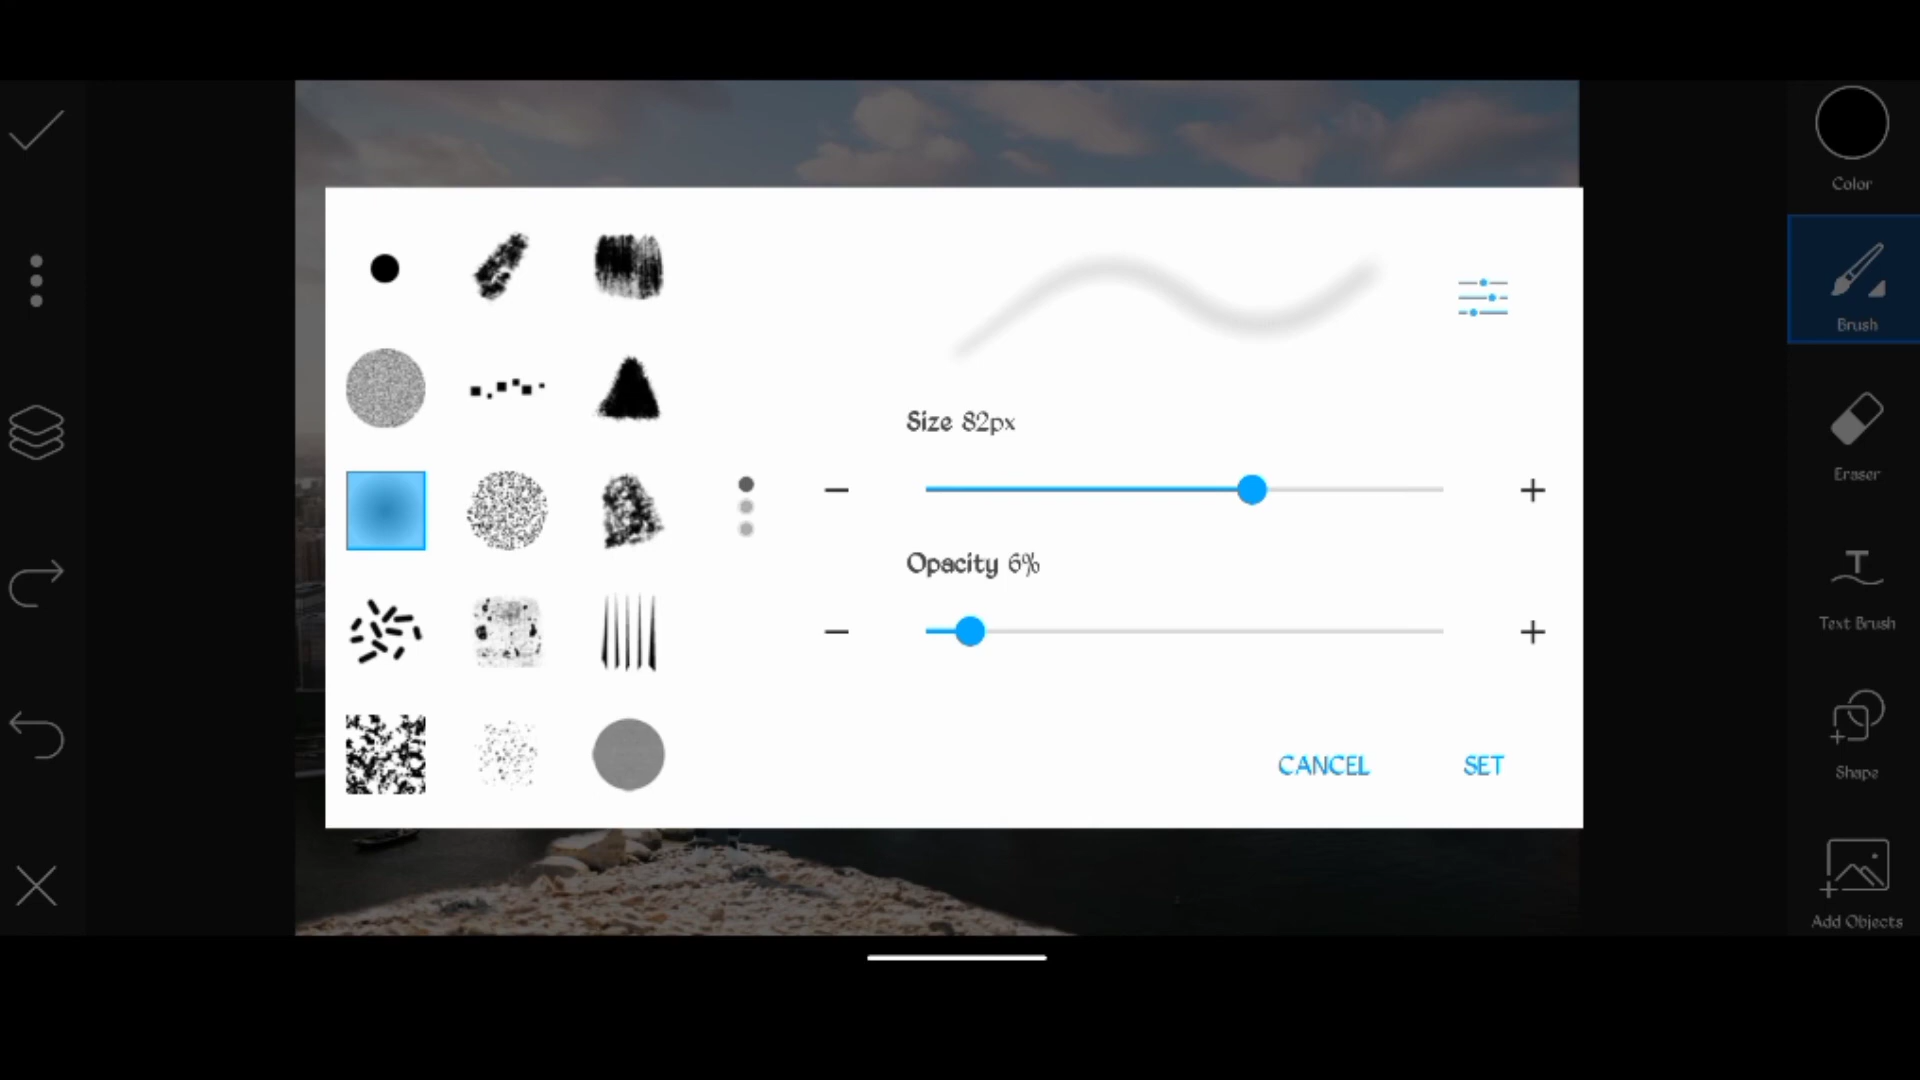 Color
Brush
Size 82px
Eraser
Opacity 6%
Text Brush
CANCEL
SET
Shape
Add Objects